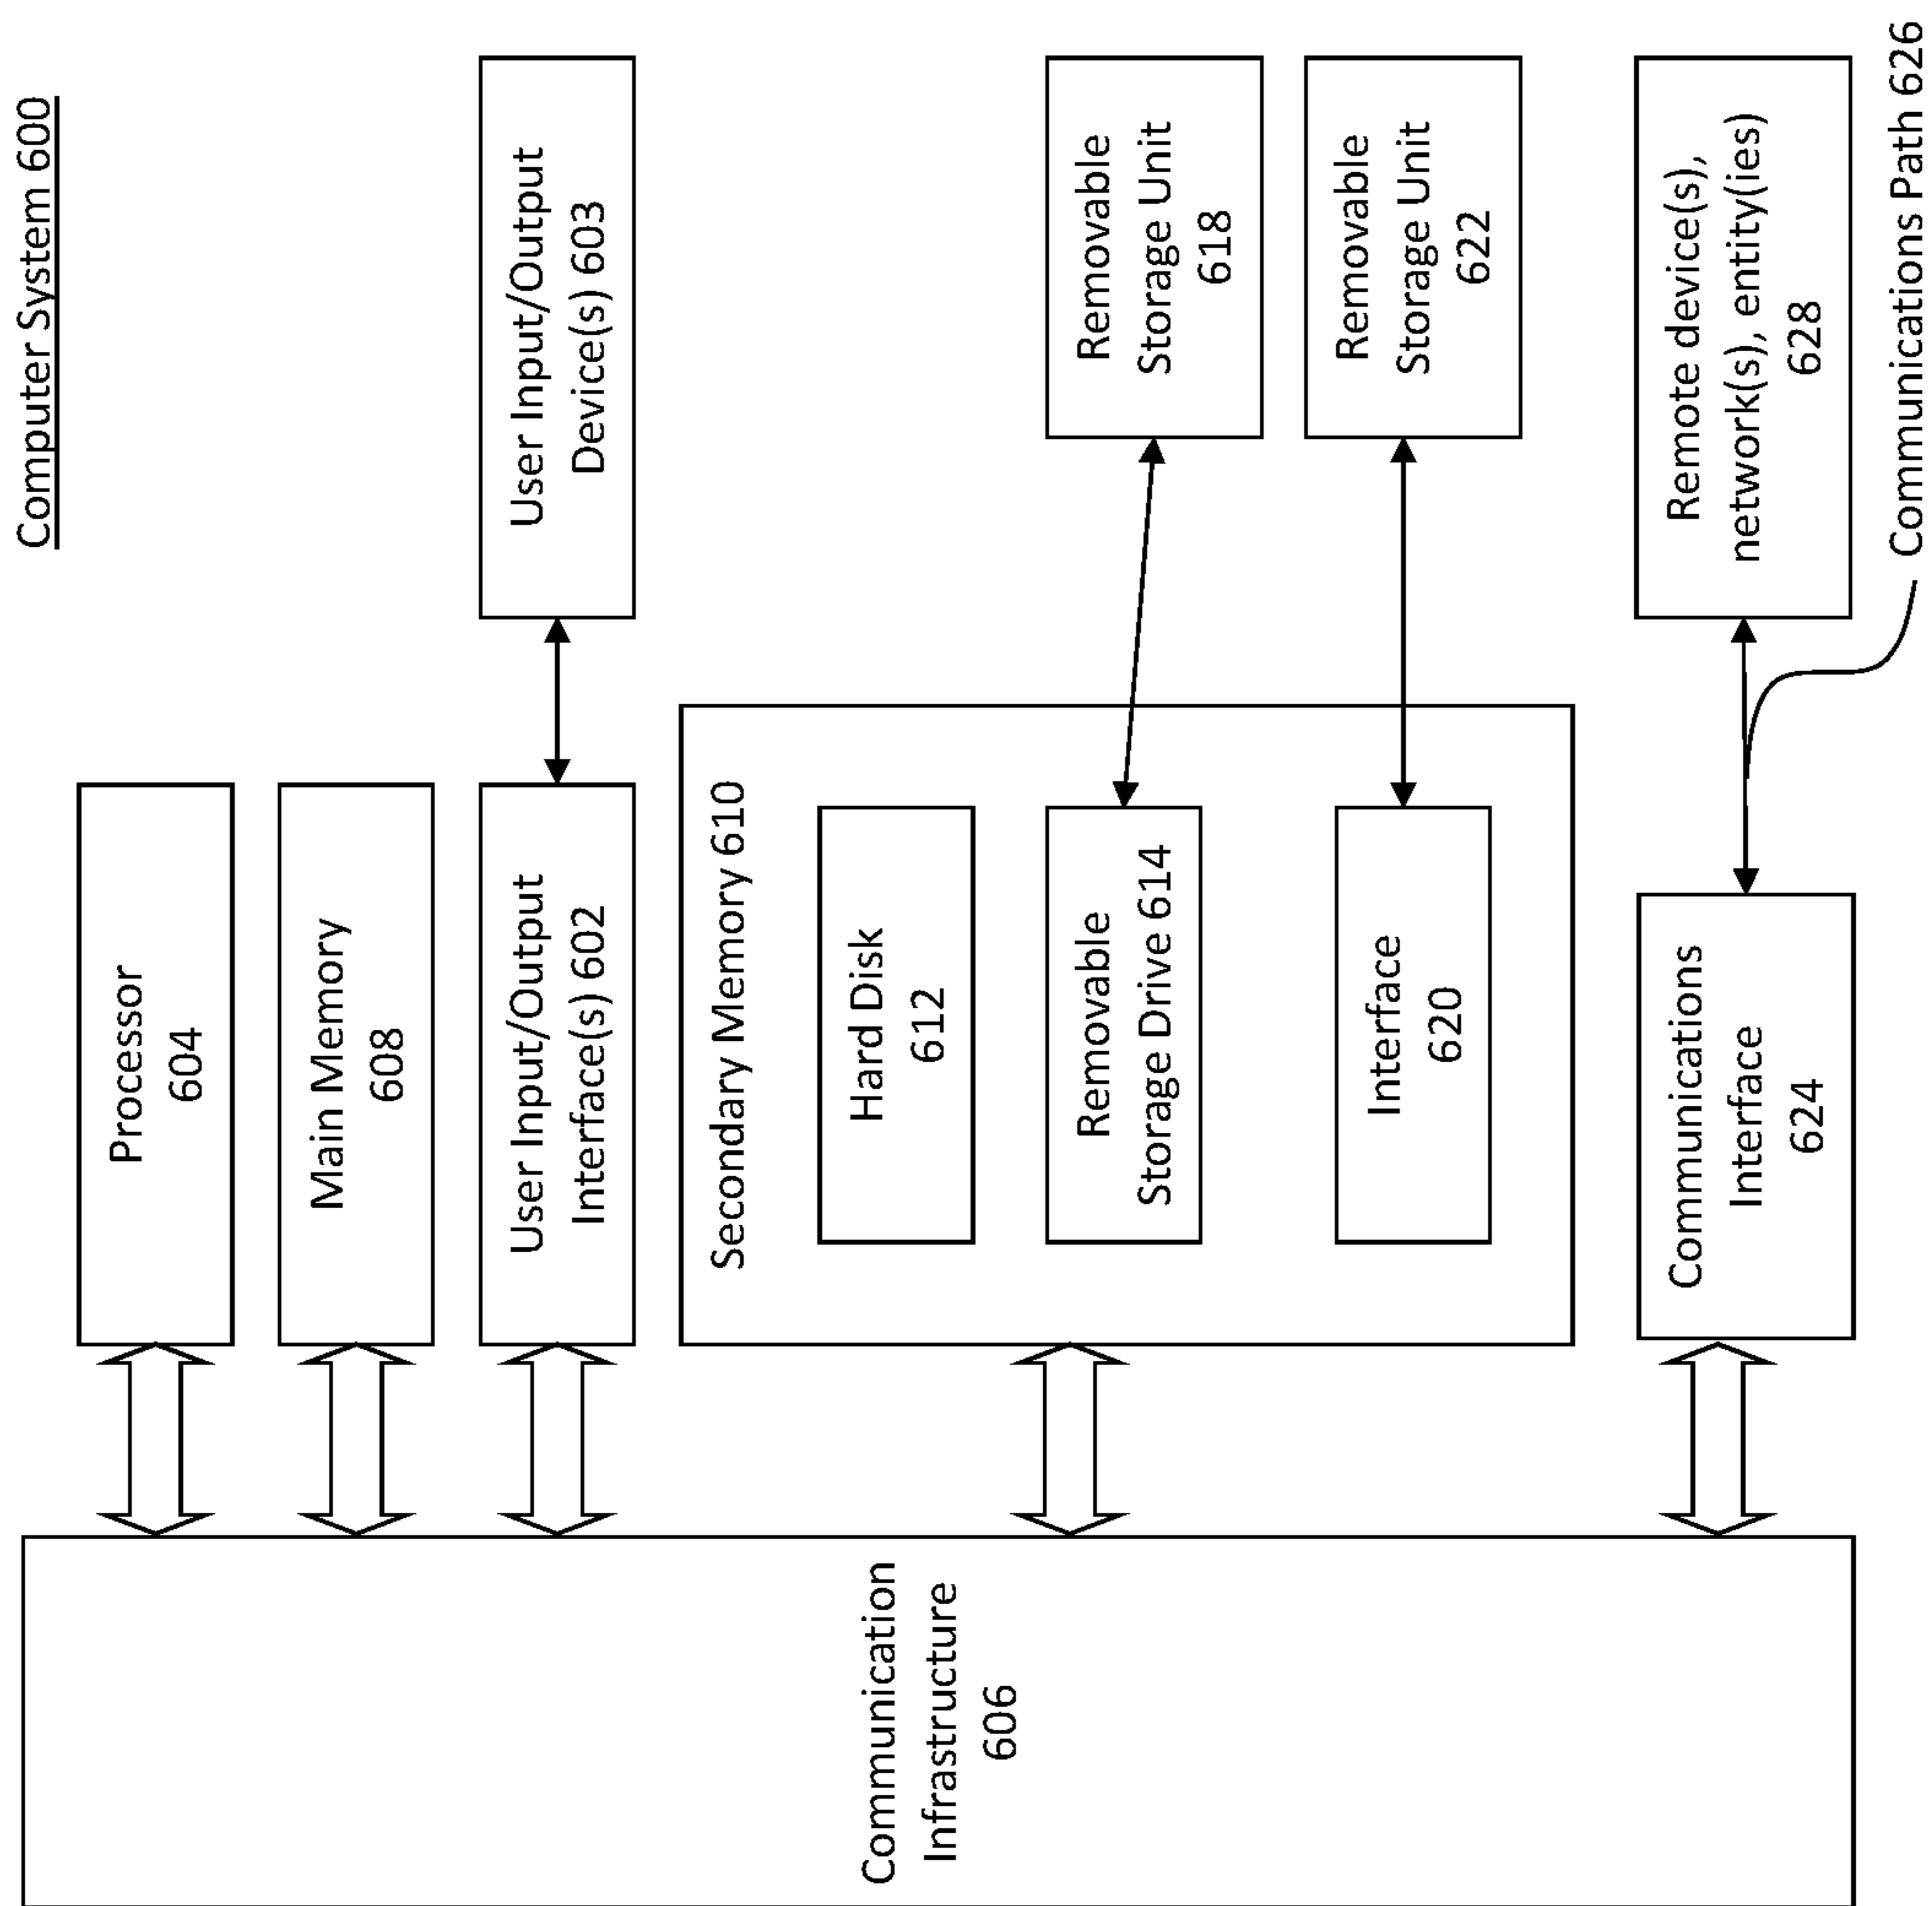 Computer System 600
Processor
604
Main Memory
608
User Input/Output
Interface(s) 602
User Input/Output
Device(s) 603
Secondary Memory 610
Hard Disk
612
Removable
Storage Drive 614
Removable
Storage Unit
618
Interface
620
Removable
Storage Unit
622
Communications
Interface
624
Remote device(s),
network(s), entity(ies)
628
Communications Path 626
Communication
Infrastructure
606